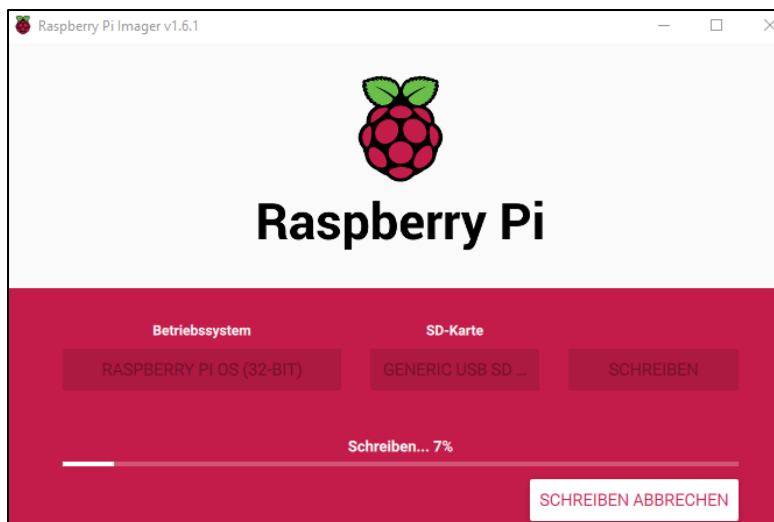 Raspberry Pi Imager v1.6.1
Raspberry Pi
Betriebssystem
SD-Karte
RASPBERRY PI OS (32-BIT)
GENERIC USB SD ...
SCHREIBEN
Schreiben... 7%
SCHREIBEN ABBRECHEN